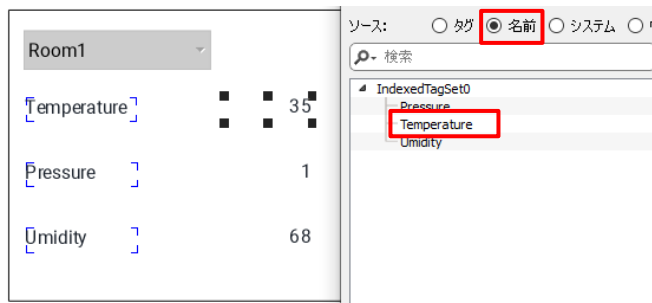 Room1
Temperature 35
Pressure 1
Umidity 68
ソース: タグ 名前 システム
検索
IndexedTagSet0
Pressure
Temperature
Umidity